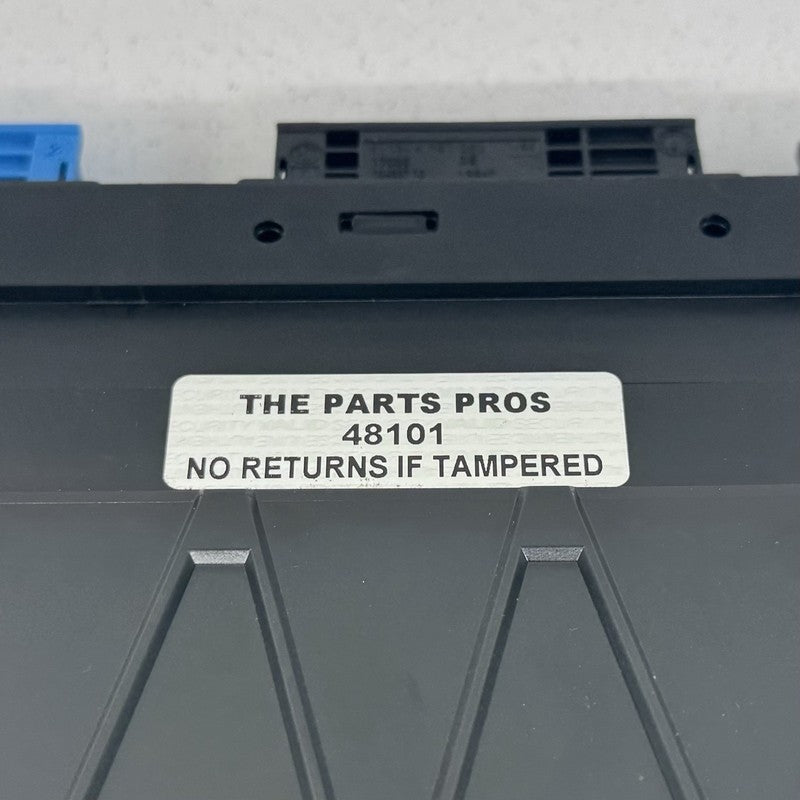 THE PARTS PROS
48101
NO RETURNS IF TAMPERED